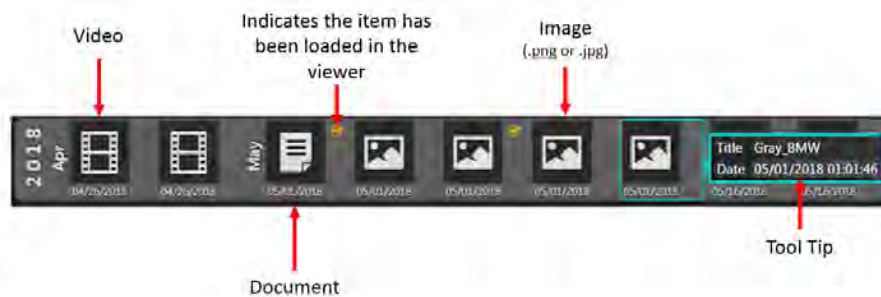 Video
Indicates the item has
been loaded in the
viewer
Image
(.png or .jpg)
2018
Apr
May
04/26/2018
04/26/2018
05/01/2018
05/01/2018
05/01/2018
05/01/2018
05/01/2018
05/16/2018
05/16/2018
Title Gray_BMW
Date 05/01/2018 01:01:46
Tool Tip
Document